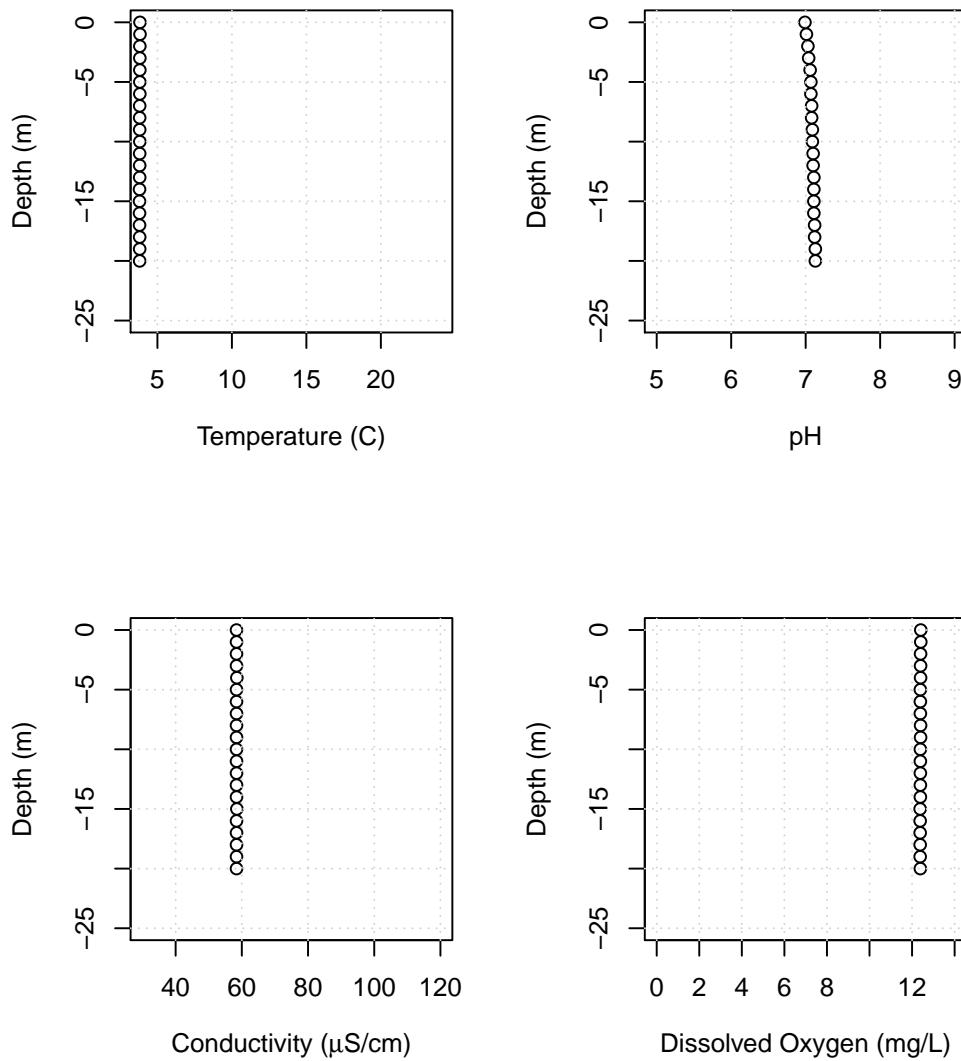 0
−5
−15
−25
Depth (m)
5 10 15 20
Temperature (C)
0
−5
−15
−25
Depth (m)
5 6 7 8 9
pH
0
−5
−15
−25
Depth (m)
40 60 80 100 120
Conductivity (μS/cm)
0
−5
−15
−25
Depth (m)
0 2 4 6 8 12
Dissolved Oxygen (mg/L)